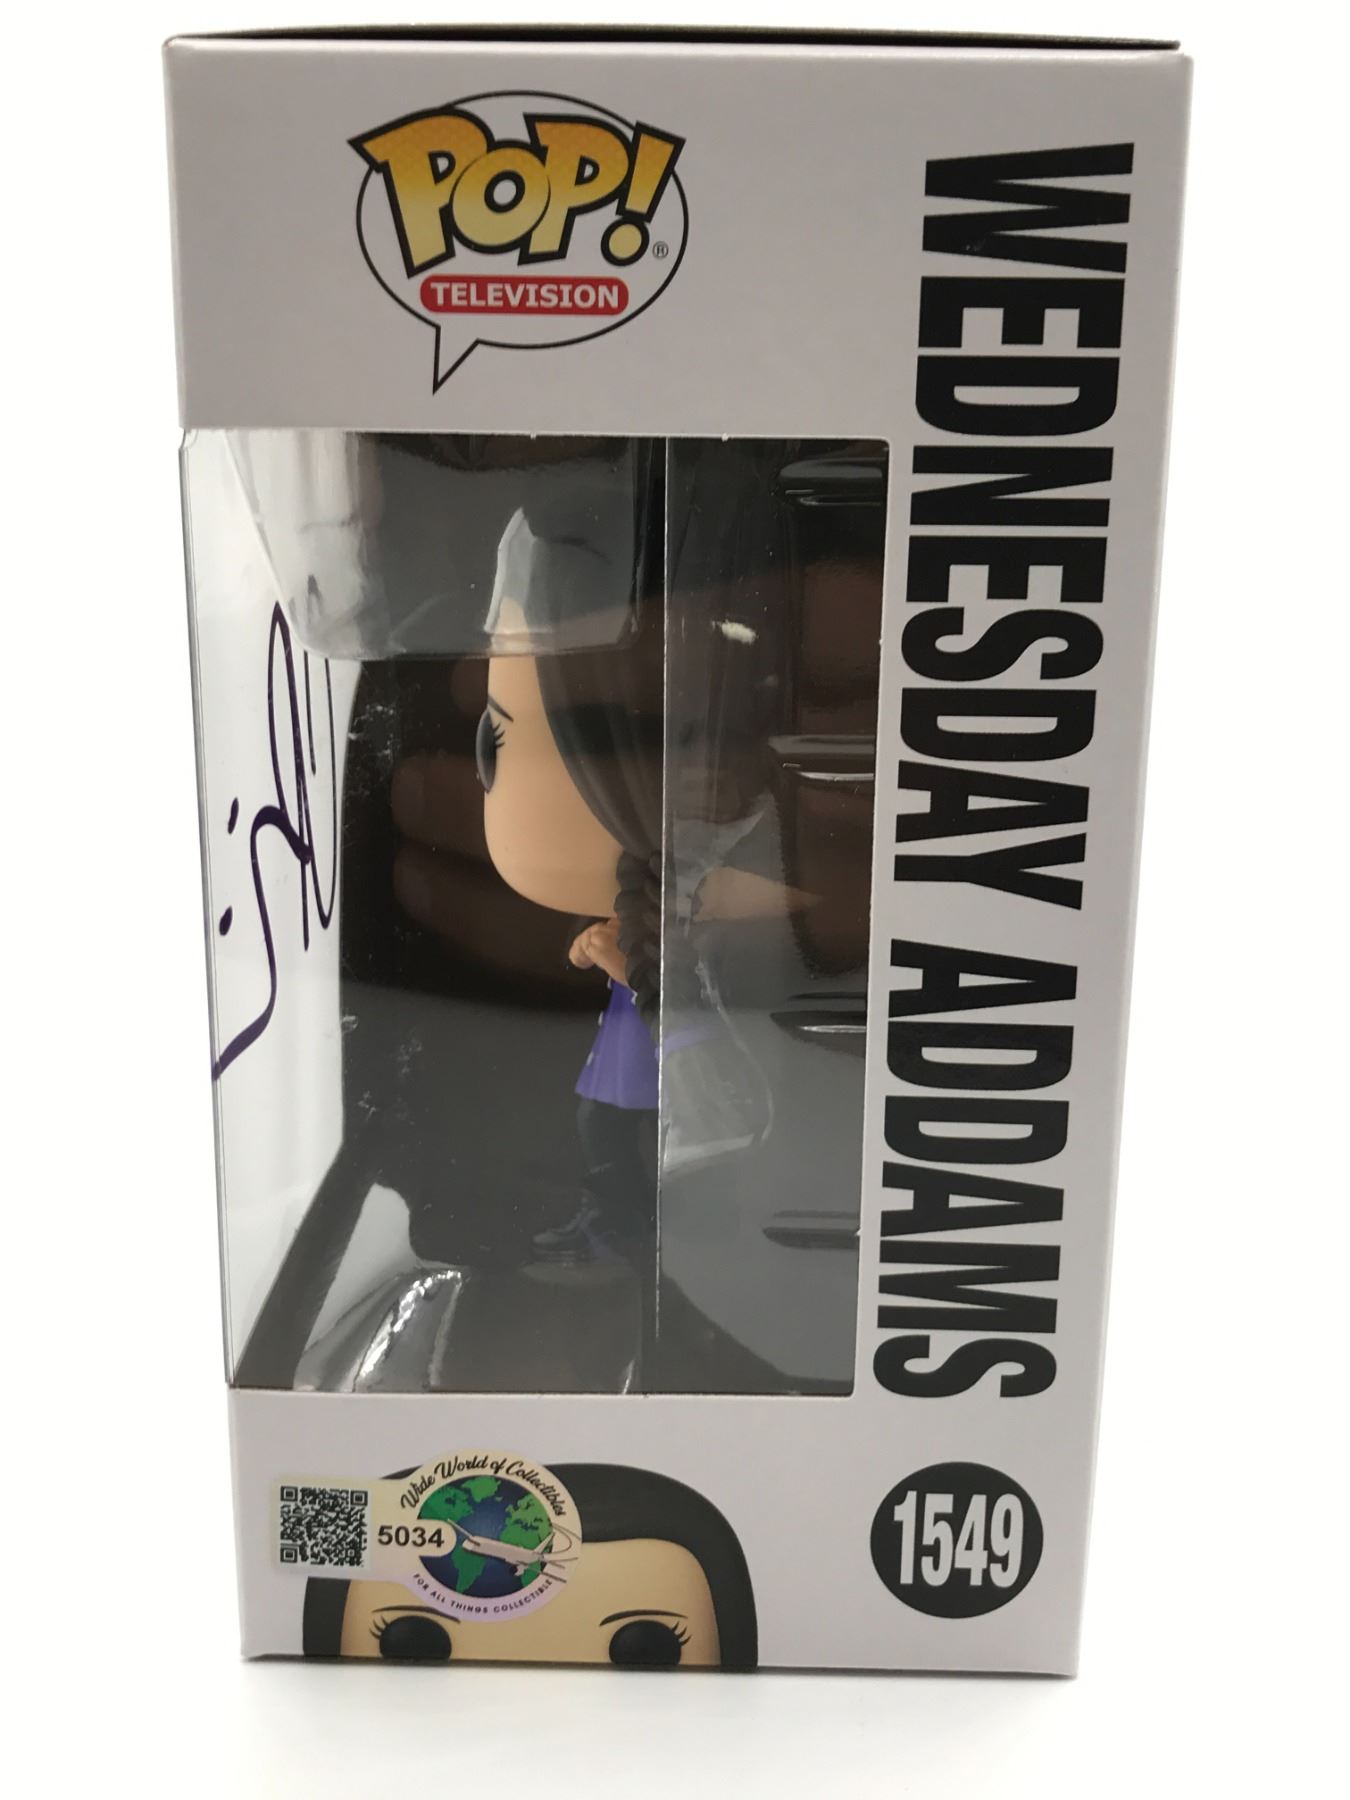 POP!
®
TELEVISION
WEDNESDAY ADDAMS
Wide World of Collectibles
5034
FOR ALL THINGS COLLECTIBLE
1549